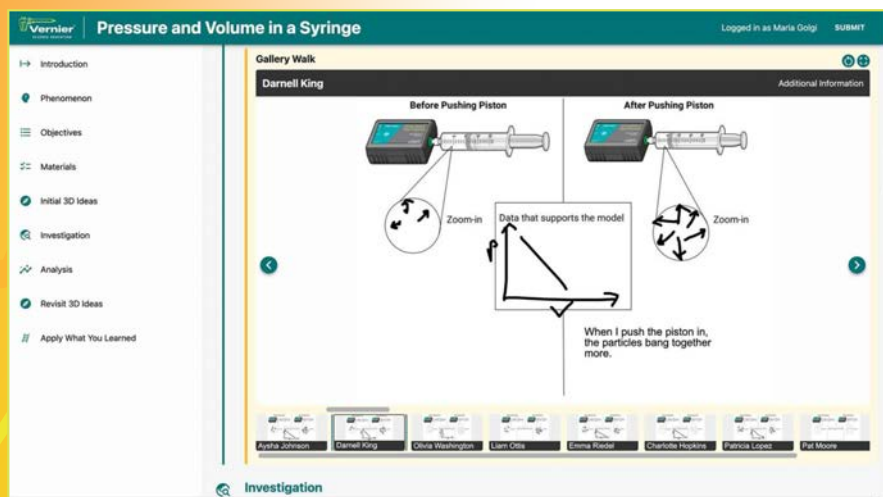 Vernier
SCIENCE EDUCATION
Pressure and Volume in a Syringe
Logged in as Maria Golgi
SUBMIT
Introduction
Phenomenon
Objectives
Materials
Initial 3D Ideas
Investigation
Analysis
Revisit 3D Ideas
Apply What You Learned
Gallery Walk
Darnell King
Additional Information
Before Pushing Piston
After Pushing Piston
Zoom-in
Data that supports the model
Zoom-in
P
V
When I push the piston in,
the particles bang together
more.
Aysha Johnson
Darnell King
Olivia Washington
Liam Otis
Emma Riedel
Charlotte Hopkins
Patricia Lopez
Pat Moore
Investigation